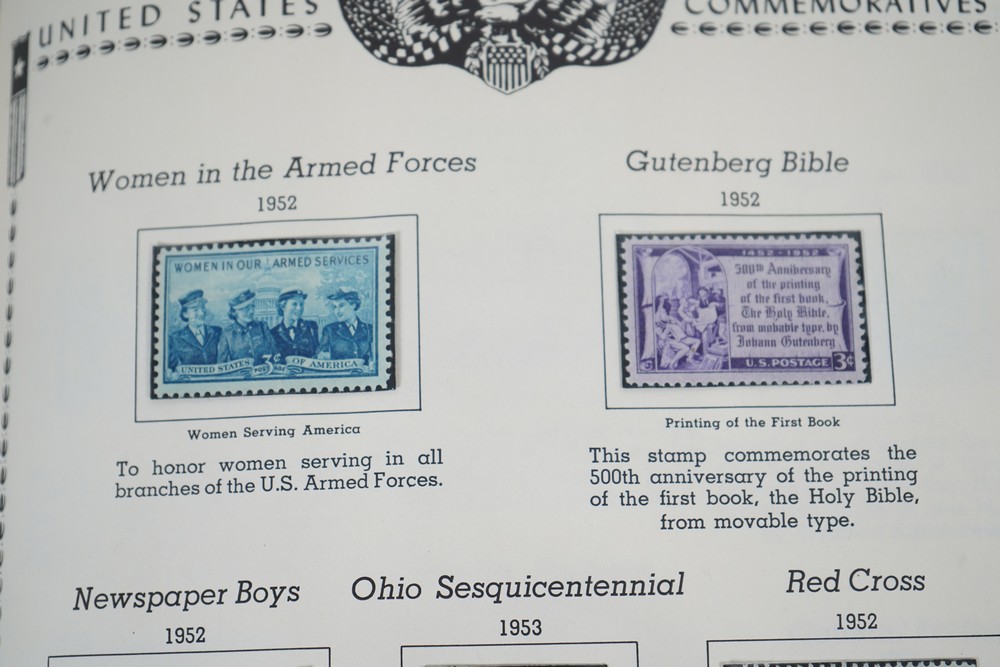 UNITED STATES
COMMEMORATIVES
Women in the Armed Forces
1952
WOMEN IN OUR ARMED SERVICES
3¢
UNITED STATES
OF AMERICA
Women Serving America
To honor women serving in all
branches of the U.S. Armed Forces.
Gutenberg Bible
1952
1452 - 1952
500th Anniversary
of the printing
of the first book,
The Holy Bible,
from movable type, by
Johann Gutenberg
U.S. POSTAGE 3¢
Printing of the First Book
This stamp commemorates the
500th anniversary of the printing
of the first book, the Holy Bible,
from movable type.
Newspaper Boys
1952
Ohio Sesquicentennial
1953
Red Cross
1952